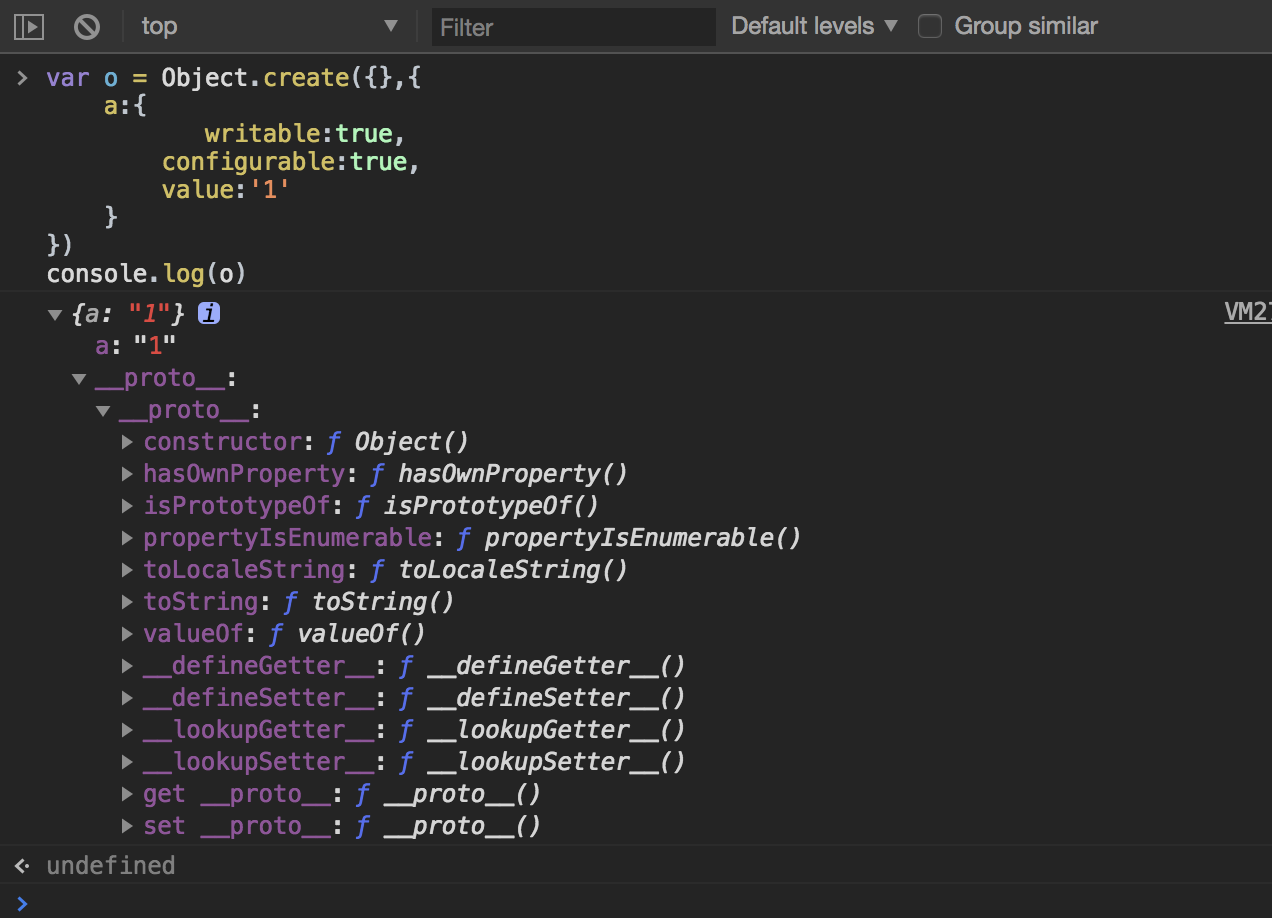 top Filter Default levels Group similar
var o = Object.create({},{
a:{
writable:true,
configurable:true,
value:'1'
}
})
console.log(o)
{a: "1"} i VM27
a: "1"
__proto__:
__proto__:
constructor: ƒ Object()
hasOwnProperty: ƒ hasOwnProperty()
isPrototypeOf: ƒ isPrototypeOf()
propertyIsEnumerable: ƒ propertyIsEnumerable()
toLocaleString: ƒ toLocaleString()
toString: ƒ toString()
valueOf: ƒ valueOf()
__defineGetter__: ƒ __defineGetter__()
__defineSetter__: ƒ __defineSetter__()
__lookupGetter__: ƒ __lookupGetter__()
__lookupSetter__: ƒ __lookupSetter__()
get __proto__: ƒ __proto__()
set __proto__: ƒ __proto__()
undefined